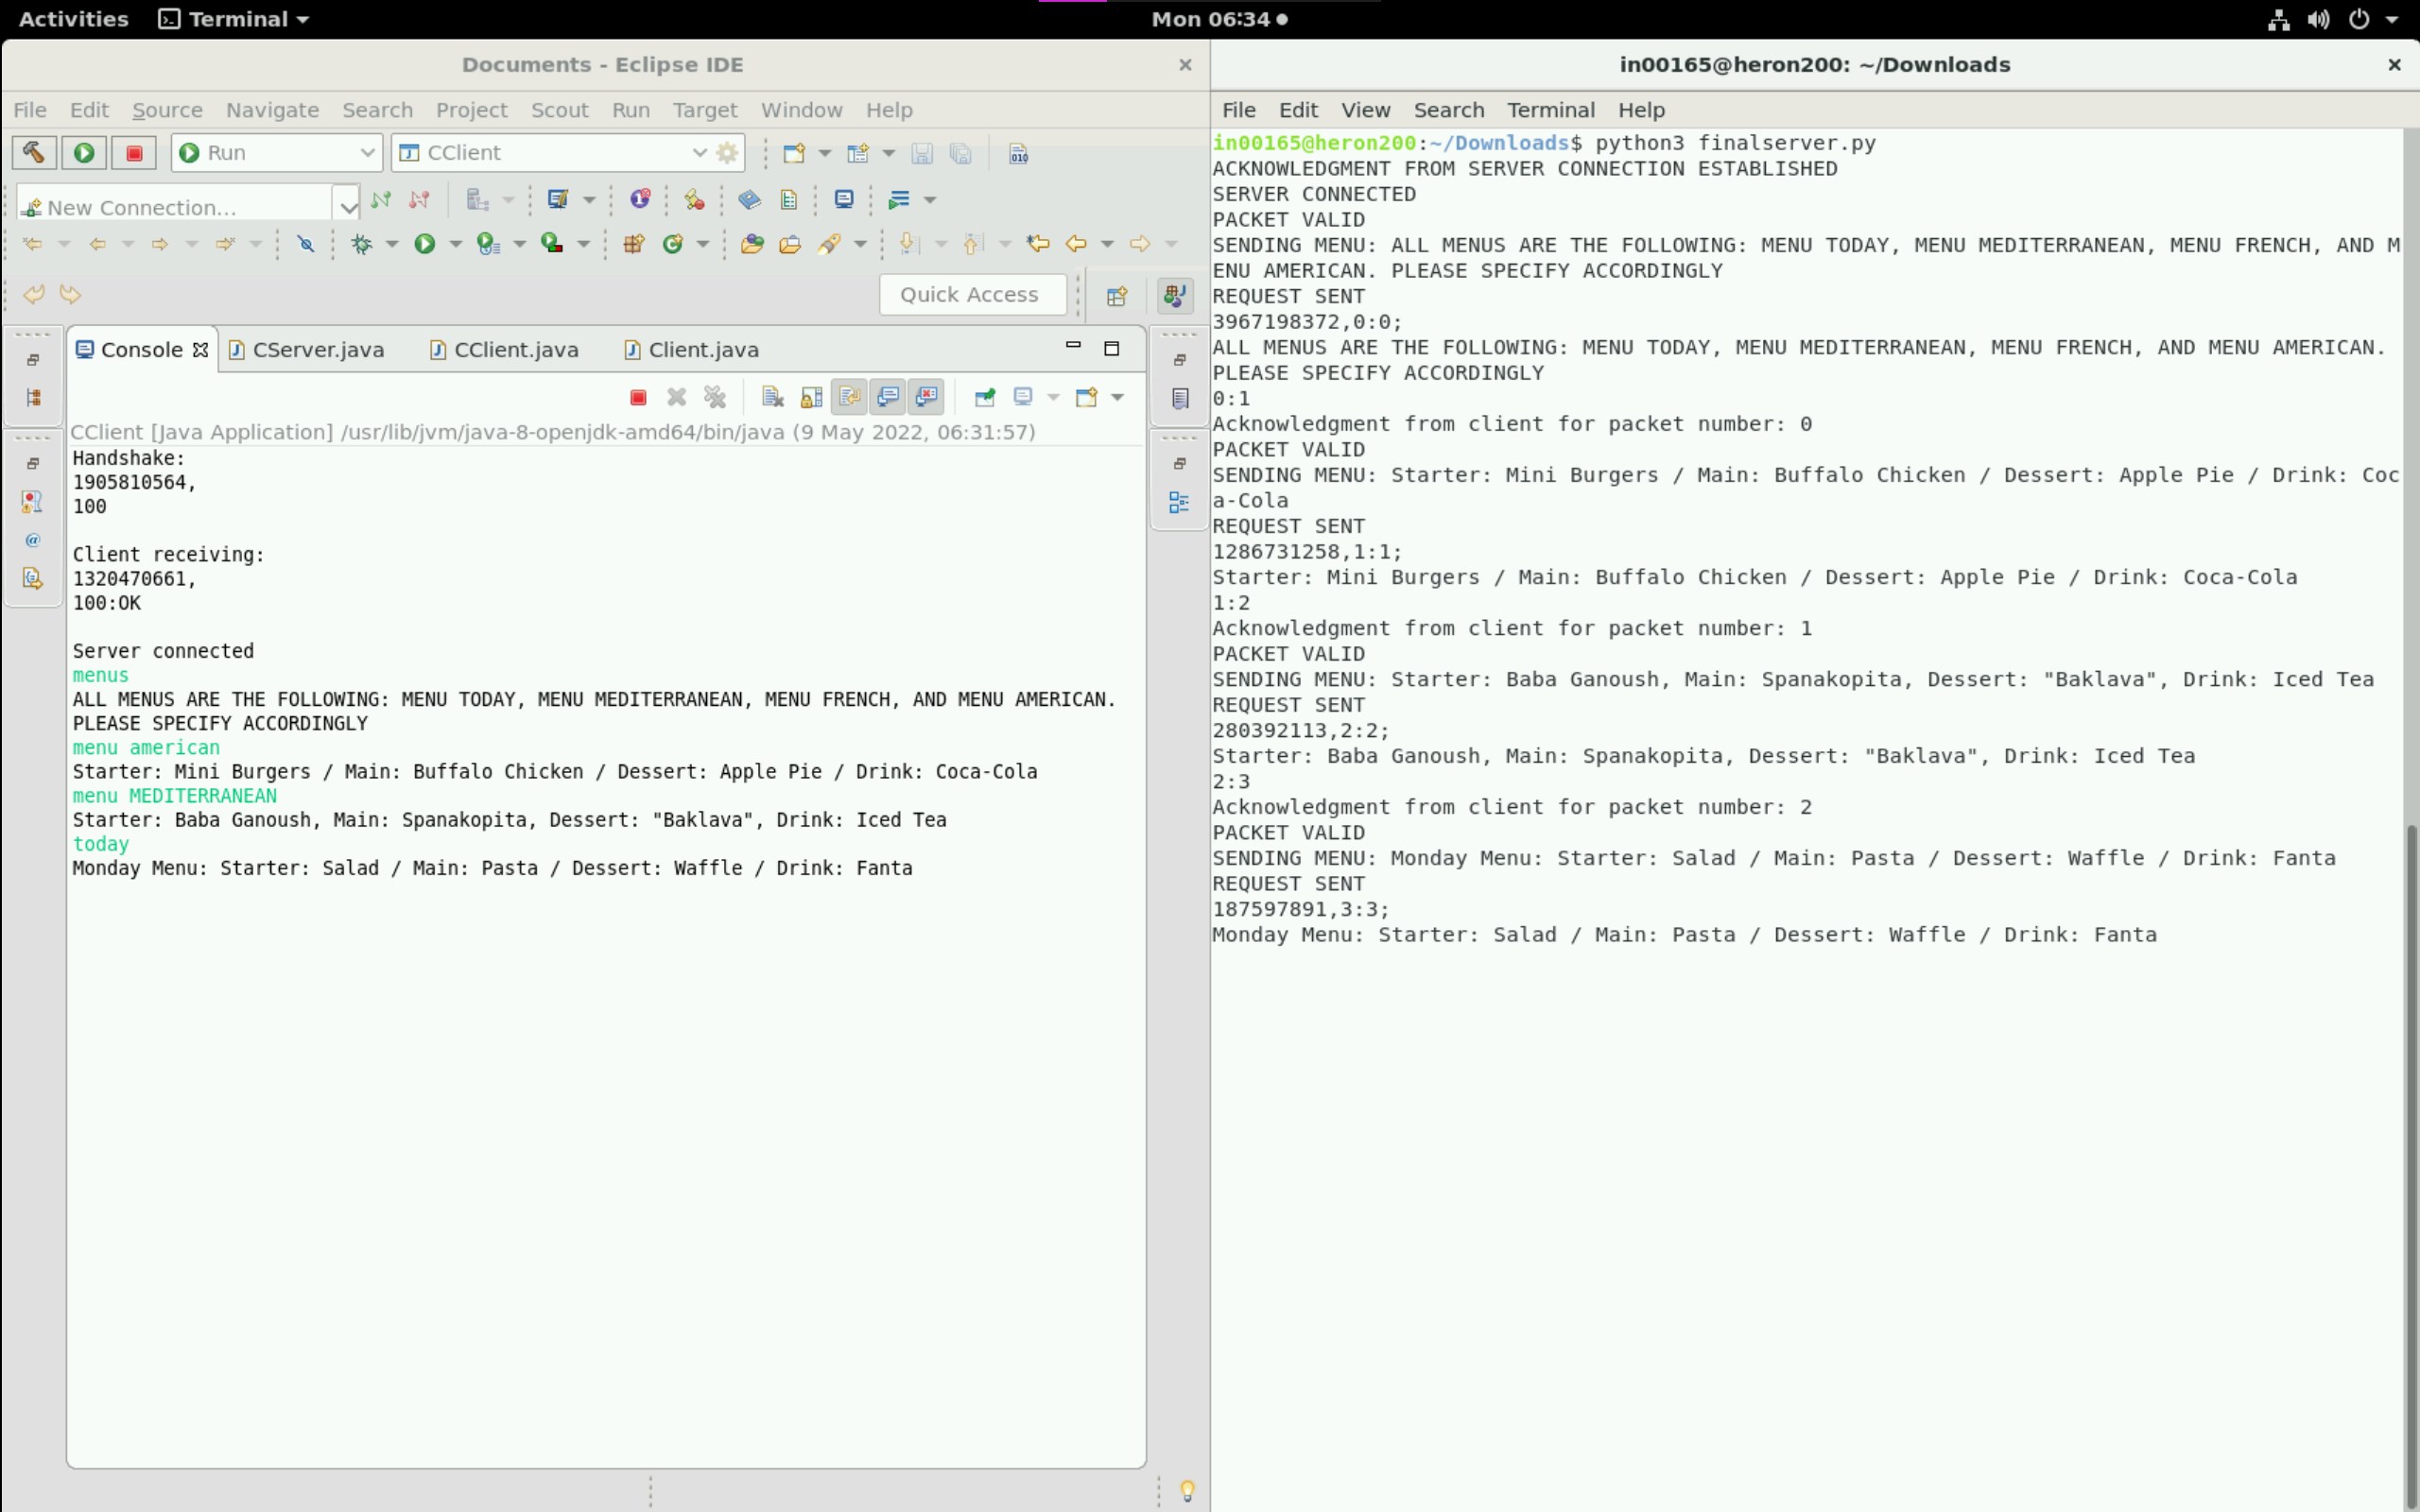 Activities Terminal Mon 06:34
Documents - Eclipse IDE
File Edit Source Navigate Search Project Scout Run Target Window Help
Run CClient
New Connection...
Quick Access
Console CServer.java CClient.java Client.java
CClient [Java Application] /usr/lib/jvm/java-8-openjdk-amd64/bin/java (9 May 2022, 06:31:57)
Handshake:
1905810564,
100
Client receiving:
1320470661,
100:OK
Server connected
menus
ALL MENUS ARE THE FOLLOWING: MENU TODAY, MENU MEDITERRANEAN, MENU FRENCH, AND MENU AMERICAN.
PLEASE SPECIFY ACCORDINGLY
menu american
Starter: Mini Burgers / Main: Buffalo Chicken / Dessert: Apple Pie / Drink: Coca-Cola
menu MEDITERRANEAN
Starter: Baba Ganoush, Main: Spanakopita, Dessert: "Baklava", Drink: Iced Tea
today
Monday Menu: Starter: Salad / Main: Pasta / Dessert: Waffle / Drink: Fanta
in00165@heron200: ~/Downloads
File Edit View Search Terminal Help
in00165@heron200:~/Downloads$ python3 finalserver.py
ACKNOWLEDGMENT FROM SERVER CONNECTION ESTABLISHED
SERVER CONNECTED
PACKET VALID
SENDING MENU: ALL MENUS ARE THE FOLLOWING: MENU TODAY, MENU MEDITERRANEAN, MENU FRENCH, AND M
ENU AMERICAN. PLEASE SPECIFY ACCORDINGLY
REQUEST SENT
3967198372,0:0;
ALL MENUS ARE THE FOLLOWING: MENU TODAY, MENU MEDITERRANEAN, MENU FRENCH, AND MENU AMERICAN.
PLEASE SPECIFY ACCORDINGLY
0:1
Acknowledgment from client for packet number: 0
PACKET VALID
SENDING MENU: Starter: Mini Burgers / Main: Buffalo Chicken / Dessert: Apple Pie / Drink: Coc
a-Cola
REQUEST SENT
1286731258,1:1;
Starter: Mini Burgers / Main: Buffalo Chicken / Dessert: Apple Pie / Drink: Coca-Cola
1:2
Acknowledgment from client for packet number: 1
PACKET VALID
SENDING MENU: Starter: Baba Ganoush, Main: Spanakopita, Dessert: "Baklava", Drink: Iced Tea
REQUEST SENT
280392113,2:2;
Starter: Baba Ganoush, Main: Spanakopita, Dessert: "Baklava", Drink: Iced Tea
2:3
Acknowledgment from client for packet number: 2
PACKET VALID
SENDING MENU: Monday Menu: Starter: Salad / Main: Pasta / Dessert: Waffle / Drink: Fanta
REQUEST SENT
187597891,3:3;
Monday Menu: Starter: Salad / Main: Pasta / Dessert: Waffle / Drink: Fanta